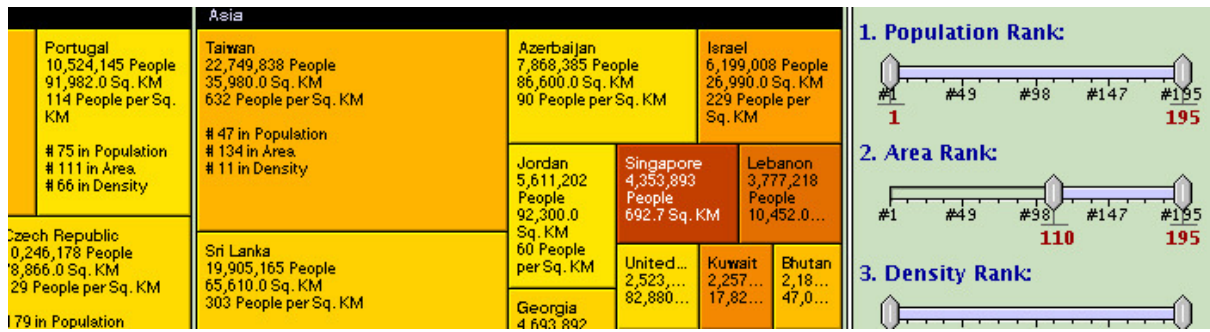 Asia
Portugal
10,524,145 People
91,982.0 Sq. KM
114 People per Sq.
KM
# 75 in Population
# 111 in Area
# 66 in Density
Czech Republic
0,246,178 People
8,866.0 Sq. KM
29 People per Sq. KM
79 in Population
Taiwan
22,749,838 People
35,980.0 Sq. KM
632 People per Sq. KM
# 47 in Population
# 134 in Area
# 11 in Density
Sri Lanka
19,905,165 People
65,610.0 Sq. KM
303 People per Sq. KM
Azerbaijan
7,868,385 People
86,600.0 Sq. KM
90 People per Sq. KM
Israel
6,199,008 People
26,990.0 Sq. KM
229 People per
Sq. KM
Jordan
5,611,202
People
92,300.0
Sq. KM
60 People
per Sq. KM
Georgia
4,693,892
Singapore
4,353,893
People
692.7 Sq. KM
Lebanon
3,777,218
People
10,452.0...
United...
2,523,...
82,880...
Kuwait
2,257...
17,82...
Bhutan
2,18...
47,0...
1. Population Rank:
#1 #49 #98 #147 #195
1 195
2. Area Rank:
#1 #49 #98 #147 #195
110 195
3. Density Rank: